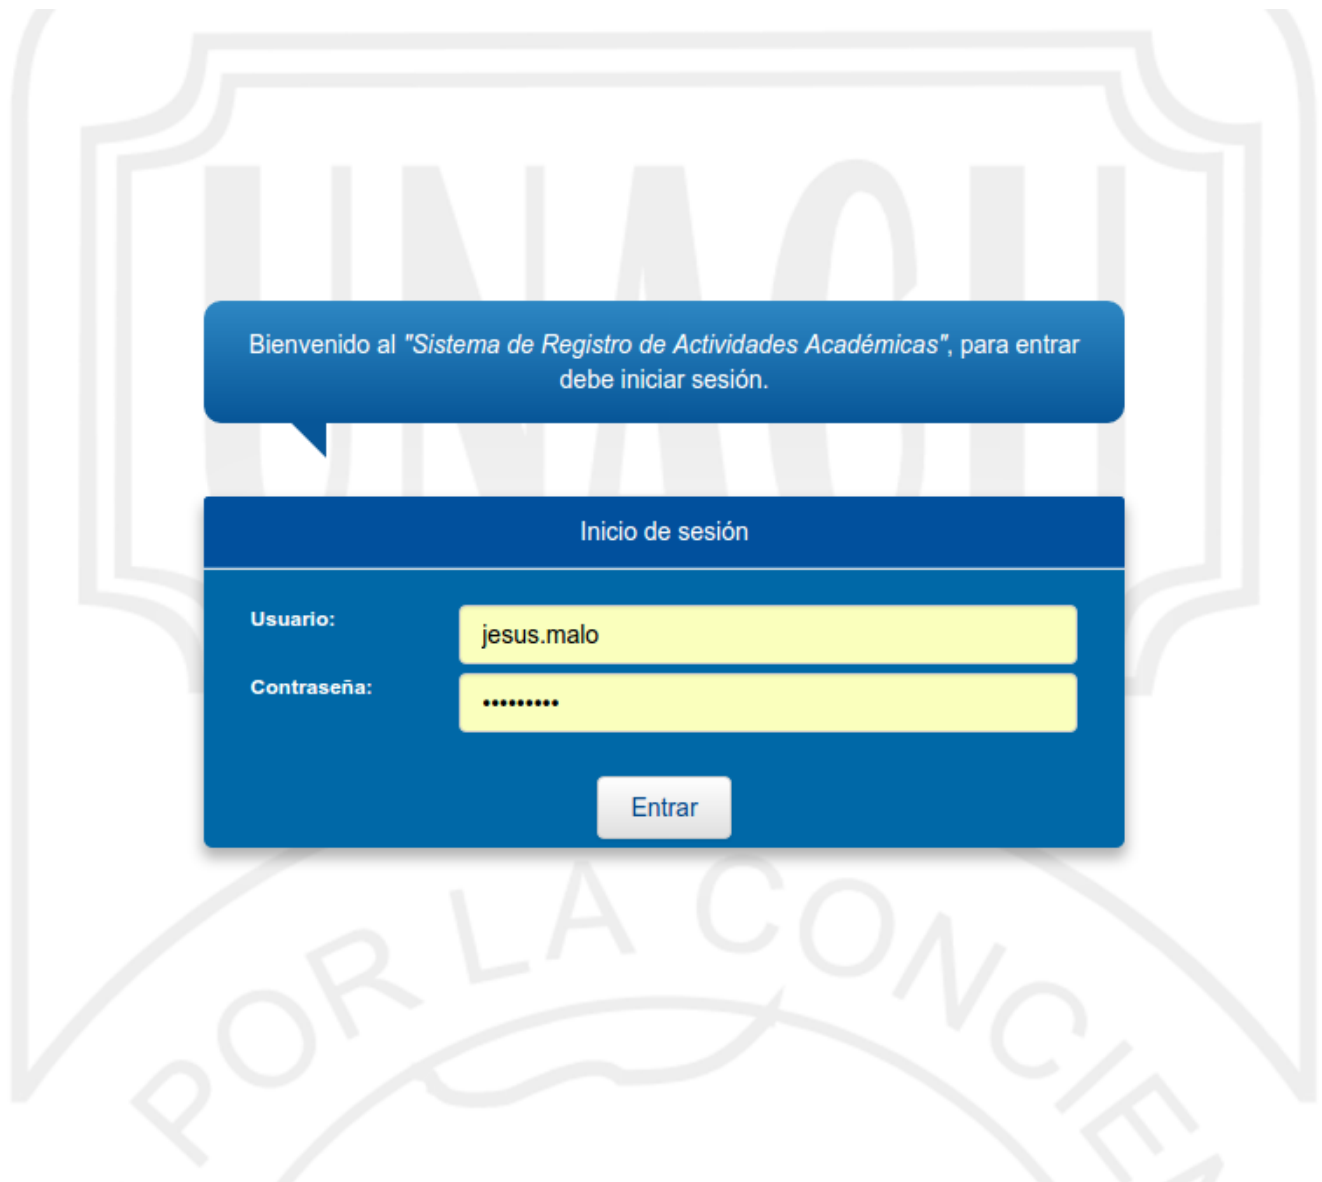 UNACH
Bienvenido al "Sistema de Registro de Actividades Académicas", para entrar
debe iniciar sesión.
Inicio de sesión
Usuario:
jesus.malo
Contraseña:
•••••••••
Entrar
POR LA CONCIEN